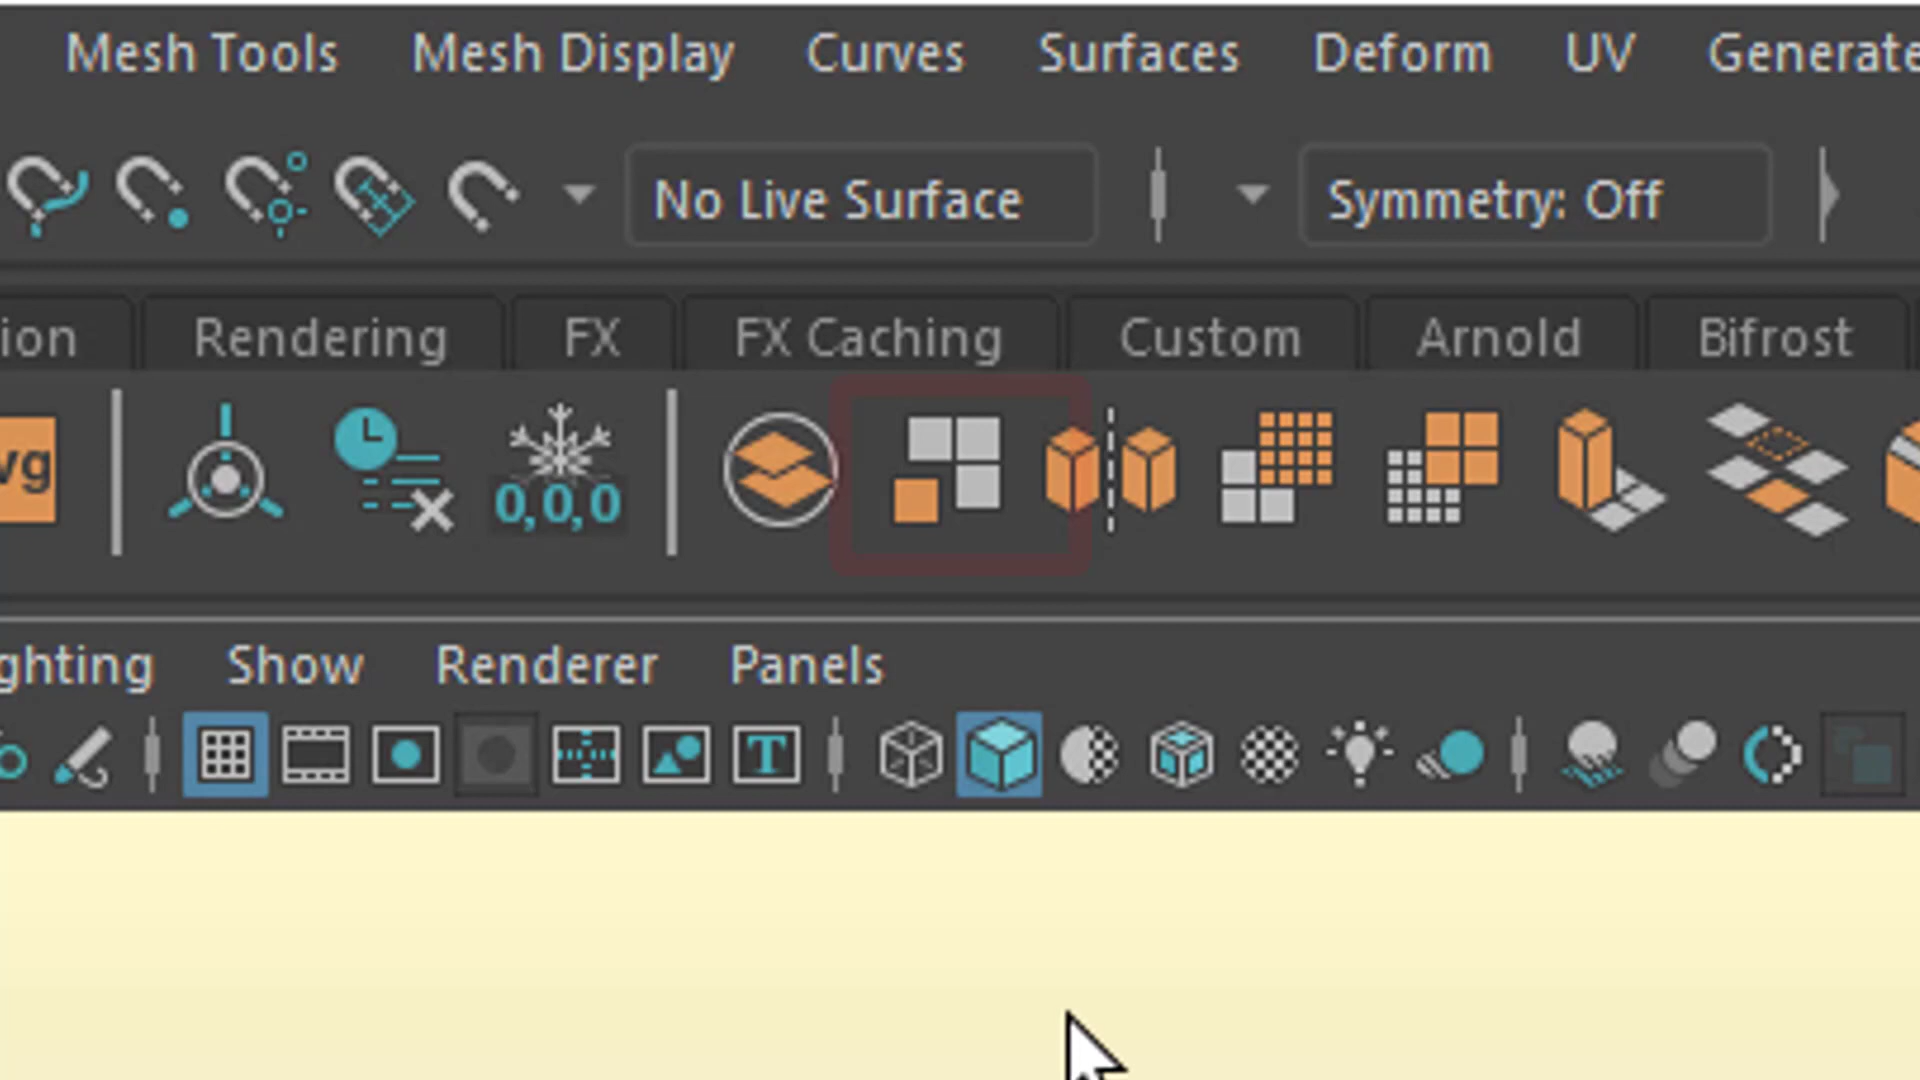 Mesh Tools Mesh Display Curves Surfaces Deform UV Generate
No Live Surface Symmetry: Off
ion Rendering FX FX Caching Custom Arnold Bifrost
vg 0,0,0
ghting Show Renderer Panels
T